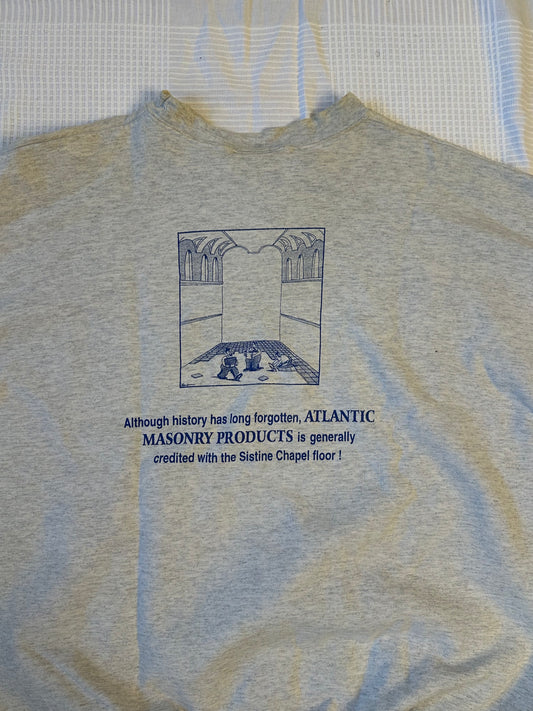 Although history has long forgotten, ATLANTIC
MASONRY PRODUCTS is generally
credited with the Sistine Chapel floor !